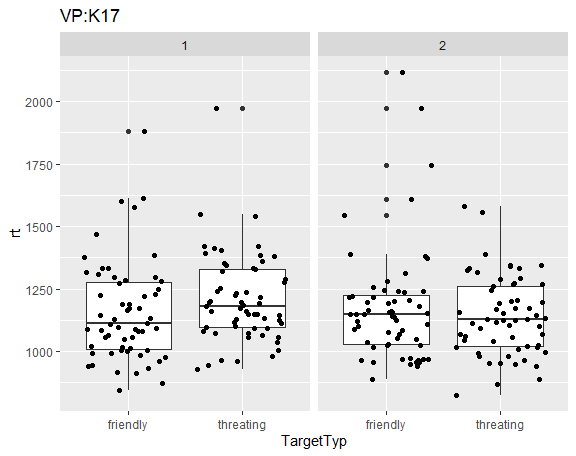 VP:K17
1 2
2000
1750
1500
1250
1000
rt
friendly threating friendly threating
TargetTyp